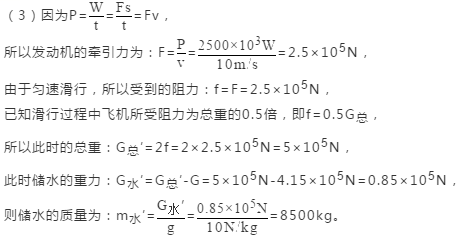 （3）因为P=W/t=Fs/t=Fv，
所以发动机的牵引力为：F=P/v=2500×10³W/10m/s=2.5×10⁵N，
由于匀速滑行，所以受到的阻力：f=F=2.5×10⁵N，
已知滑行过程中飞机所受阻力为总重的0.5倍，即f=0.5G总，
所以此时的总重：G总′=2f=2×2.5×10⁵N=5×10⁵N，
此时储水的重力：G水′=G总′-G=5×10⁵N-4.15×10⁵N=0.85×10⁵N，
则储水的质量为：m水′=G水′/g=0.85×10⁵N/10N/kg=8500kg。